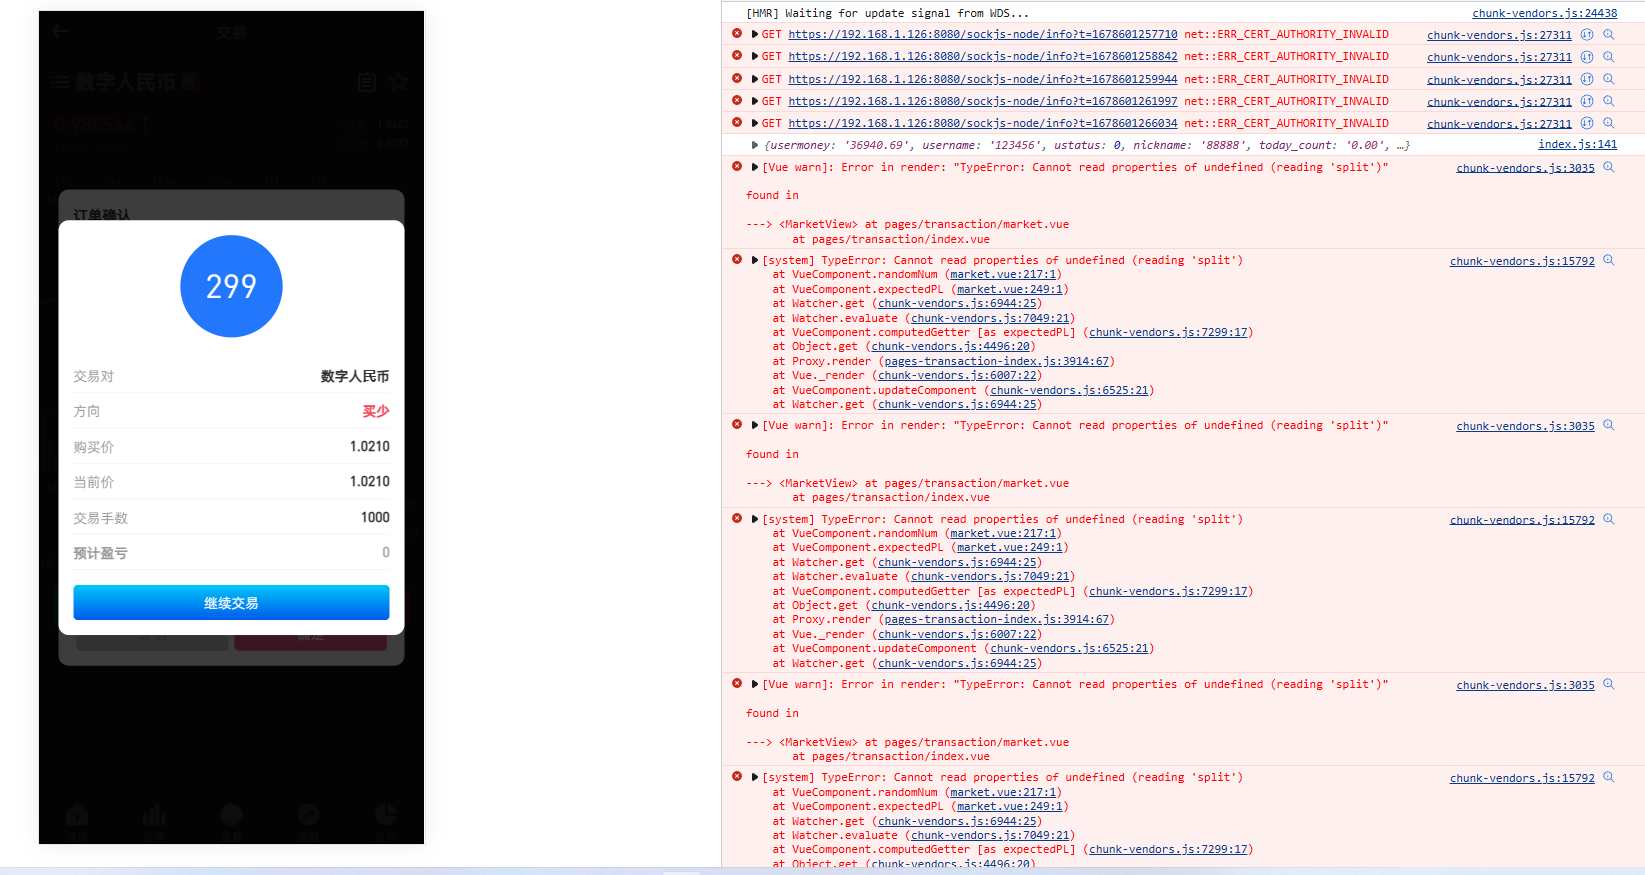 交易
数字人民币
0.985544
1.0403
0.9533
订单确认
299
交易对 数字人民币
方向 买少
购买价 1.0210
当前价 1.0210
交易手数 1000
预计盈亏 0
继续交易
确定
[HMR] Waiting for update signal from WDS... chunk-vendors.js:24438
GET https://192.168.1.126:8080/sockjs-node/info?t=1678601257710 net::ERR_CERT_AUTHORITY_INVALID chunk-vendors.js:27311
GET https://192.168.1.126:8080/sockjs-node/info?t=1678601258842 net::ERR_CERT_AUTHORITY_INVALID chunk-vendors.js:27311
GET https://192.168.1.126:8080/sockjs-node/info?t=1678601259944 net::ERR_CERT_AUTHORITY_INVALID chunk-vendors.js:27311
GET https://192.168.1.126:8080/sockjs-node/info?t=1678601261997 net::ERR_CERT_AUTHORITY_INVALID chunk-vendors.js:27311
GET https://192.168.1.126:8080/sockjs-node/info?t=1678601266034 net::ERR_CERT_AUTHORITY_INVALID chunk-vendors.js:27311
{usermoney: '36940.69', username: '123456', ustatus: 0, nickname: '88888', today_count: '0.00', …} index.js:141
[Vue warn]: Error in render: "TypeError: Cannot read properties of undefined (reading 'split')" chunk-vendors.js:3035
found in
---> <MarketView> at pages/transaction/market.vue
at pages/transaction/index.vue
[system] TypeError: Cannot read properties of undefined (reading 'split') chunk-vendors.js:15792
at VueComponent.randomNum (market.vue:217:1)
at VueComponent.expectedPL (market.vue:249:1)
at Watcher.get (chunk-vendors.js:6944:25)
at Watcher.evaluate (chunk-vendors.js:7049:21)
at VueComponent.computedGetter [as expectedPL] (chunk-vendors.js:7299:17)
at Object.get (chunk-vendors.js:4496:20)
at Proxy.render (pages-transaction-index.js:3914:67)
at Vue._render (chunk-vendors.js:6007:22)
at VueComponent.updateComponent (chunk-vendors.js:6525:21)
at Watcher.get (chunk-vendors.js:6944:25)
[Vue warn]: Error in render: "TypeError: Cannot read properties of undefined (reading 'split')" chunk-vendors.js:3035
found in
---> <MarketView> at pages/transaction/market.vue
at pages/transaction/index.vue
[system] TypeError: Cannot read properties of undefined (reading 'split') chunk-vendors.js:15792
at VueComponent.randomNum (market.vue:217:1)
at VueComponent.expectedPL (market.vue:249:1)
at Watcher.get (chunk-vendors.js:6944:25)
at Watcher.evaluate (chunk-vendors.js:7049:21)
at VueComponent.computedGetter [as expectedPL] (chunk-vendors.js:7299:17)
at Object.get (chunk-vendors.js:4496:20)
at Proxy.render (pages-transaction-index.js:3914:67)
at Vue._render (chunk-vendors.js:6007:22)
at VueComponent.updateComponent (chunk-vendors.js:6525:21)
at Watcher.get (chunk-vendors.js:6944:25)
[Vue warn]: Error in render: "TypeError: Cannot read properties of undefined (reading 'split')" chunk-vendors.js:3035
found in
---> <MarketView> at pages/transaction/market.vue
at pages/transaction/index.vue
[system] TypeError: Cannot read properties of undefined (reading 'split') chunk-vendors.js:15792
at VueComponent.randomNum (market.vue:217:1)
at VueComponent.expectedPL (market.vue:249:1)
at Watcher.get (chunk-vendors.js:6944:25)
at Watcher.evaluate (chunk-vendors.js:7049:21)
at VueComponent.computedGetter [as expectedPL] (chunk-vendors.js:7299:17)
at Object.get (chunk-vendors.js:4496:20)